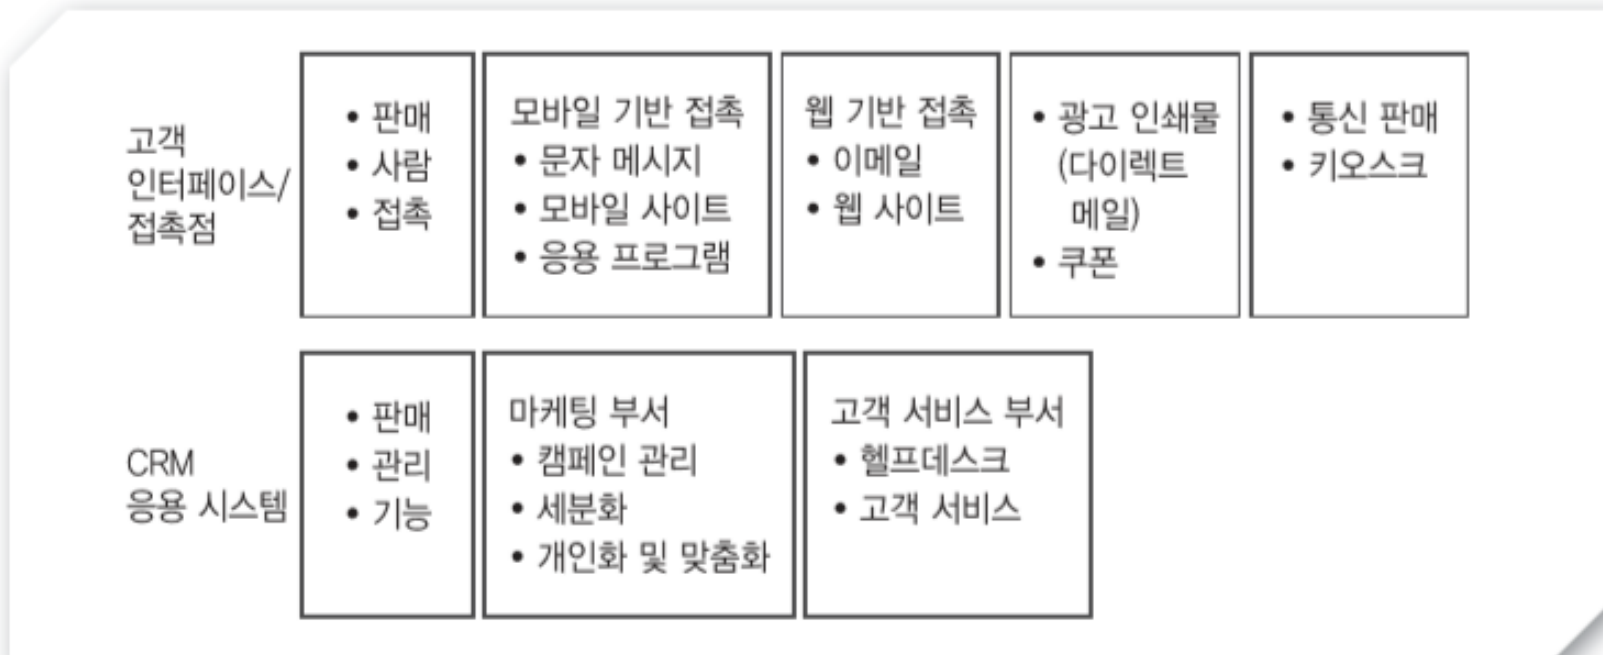 고객
인터페이스/
접촉점
• 판매
• 사람
• 접촉
모바일 기반 접촉
• 문자 메시지
• 모바일 사이트
• 응용 프로그램
웹 기반 접촉
• 이메일
• 웹 사이트
• 광고 인쇄물
(다이렉트
메일)
• 쿠폰
• 통신 판매
• 키오스크
CRM
응용 시스템
• 판매
• 관리
• 기능
마케팅 부서
• 캠페인 관리
• 세분화
• 개인화 및 맞춤화
고객 서비스 부서
• 헬프데스크
• 고객 서비스